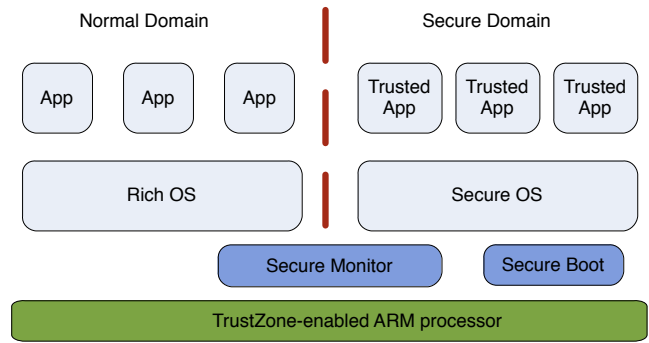 Normal Domain
Secure Domain
App
App
App
Trusted
App
Trusted
App
Trusted
App
Rich OS
Secure OS
Secure Monitor
Secure Boot
TrustZone-enabled ARM processor